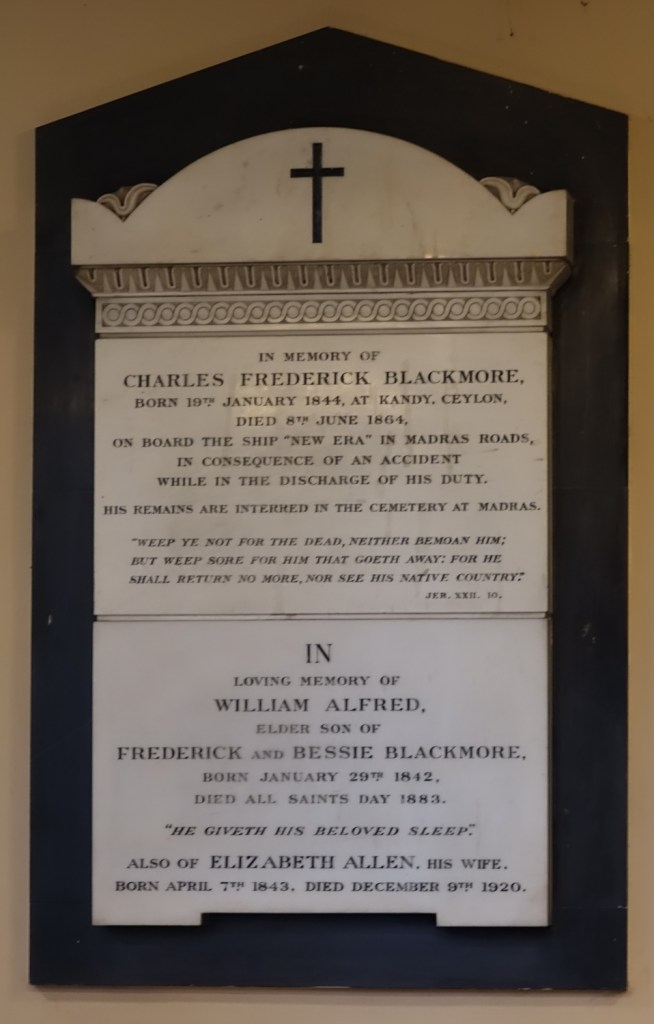 IN MEMORY OF
CHARLES FREDERICK BLACKMORE,
BORN 19TH JANUARY 1844, AT KANDY, CEYLON,
DIED 8TH JUNE 1864,
ON BOARD THE SHIP "NEW ERA" IN MADRAS ROADS,
IN CONSEQUENCE OF AN ACCIDENT
WHILE IN THE DISCHARGE OF HIS DUTY.
HIS REMAINS ARE INTERRED IN THE CEMETERY AT MADRAS.
"WEEP YE NOT FOR THE DEAD, NEITHER BEMOAN HIM;
BUT WEEP SORE FOR HIM THAT GOETH AWAY: FOR HE
SHALL RETURN NO MORE, NOR SEE HIS NATIVE COUNTRY."
JER. XXII. 10.
IN
LOVING MEMORY OF
WILLIAM ALFRED,
ELDER SON OF
FREDERICK AND BESSIE BLACKMORE,
BORN JANUARY 29TH 1842,
DIED ALL SAINTS DAY 1883.
"HE GIVETH HIS BELOVED SLEEP."
ALSO OF ELIZABETH ALLEN, HIS WIFE.
BORN APRIL 7TH 1843. DIED DECEMBER 9TH 1920.